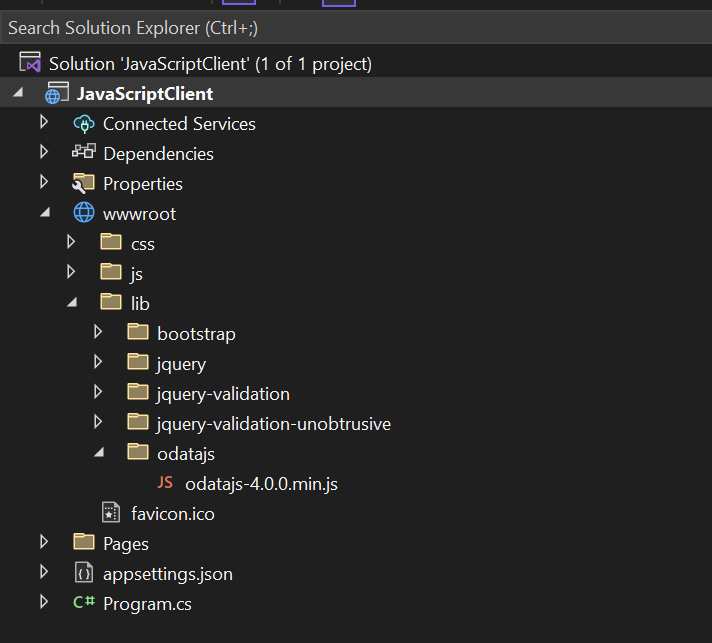 Search Solution Explorer (Ctrl+;)
Solution 'JavaScriptClient' (1 of 1 project)
JavaScriptClient
Connected Services
Dependencies
Properties
wwwroot
css
js
lib
bootstrap
jquery
jquery-validation
jquery-validation-unobtrusive
odatajs
JS odatajs-4.0.0.min.js
favicon.ico
Pages
appsettings.json
C# Program.cs